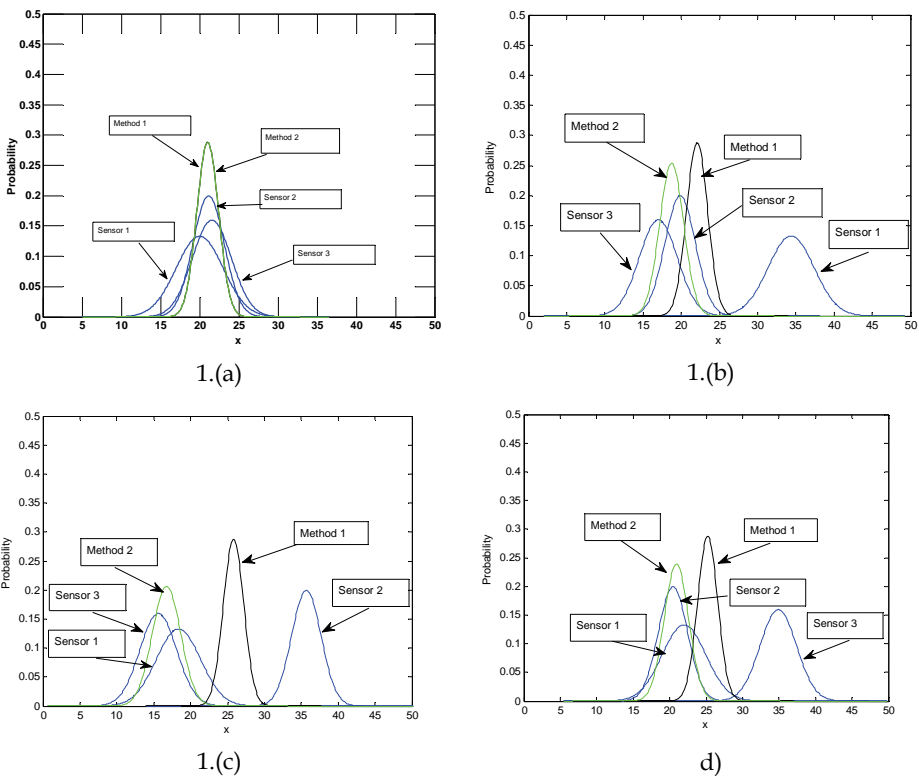 0.5
0.45
0.4
0.35
0.3
0.25
0.2
0.15
0.1
0.05
0
Probability
Method 1
Method 2
Sensor 2
Sensor 1
Sensor 3
0 5 10 15 20 25 30 35 40 45 50
x
1.(a)
0.5
0.45
0.4
0.35
0.3
0.25
0.2
0.15
0.1
0.05
0
Probability
Method 2
Method 1
Sensor 2
Sensor 3
Sensor 1
0 5 10 15 20 25 30 35 40 45 50
x
1.(b)
0.5
0.45
0.4
0.35
0.3
0.25
0.2
0.15
0.1
0.05
0
Probability
Method 1
Method 2
Sensor 3
Sensor 2
Sensor 1
0 5 10 15 20 25 30 35 40 45 50
x
1.(c)
0.5
0.45
0.4
0.35
0.3
0.25
0.2
0.15
0.1
0.05
0
Probability
Method 2
Method 1
Sensor 2
Sensor 1
Sensor 3
0 5 10 15 20 25 30 35 40 45 50
x
d)